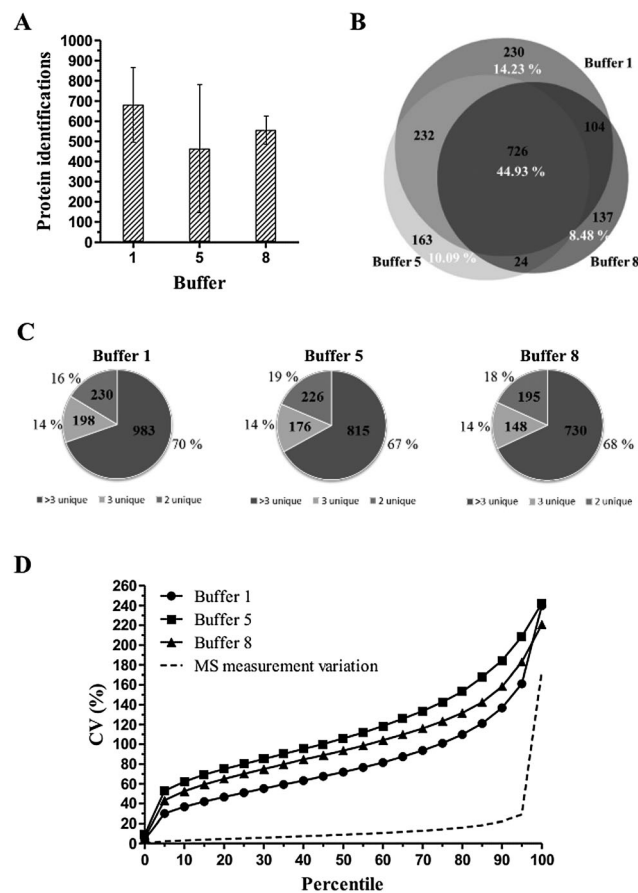 A
Protein identifications
1000
900
800
700
600
500
400
300
200
100
0
1 5 8
Buffer
B
230
14.23 %
Buffer 1
232
104
726
44.93 %
137
8.48 %
163
10.09 %
24
Buffer 5
Buffer 8
C
Buffer 1
16 %
230
14 %
198
983
70 %
>3 unique 3 unique 2 unique
Buffer 5
19 %
226
14 %
176
815
67 %
>3 unique 3 unique 2 unique
Buffer 8
18 %
195
14 %
148
730
68 %
>3 unique 3 unique 2 unique
D
CV (%)
260
240
220
200
180
160
140
120
100
80
60
40
20
0
Buffer 1
Buffer 5
Buffer 8
MS measurement variation
0 10 20 30 40 50 60 70 80 90 100
Percentile